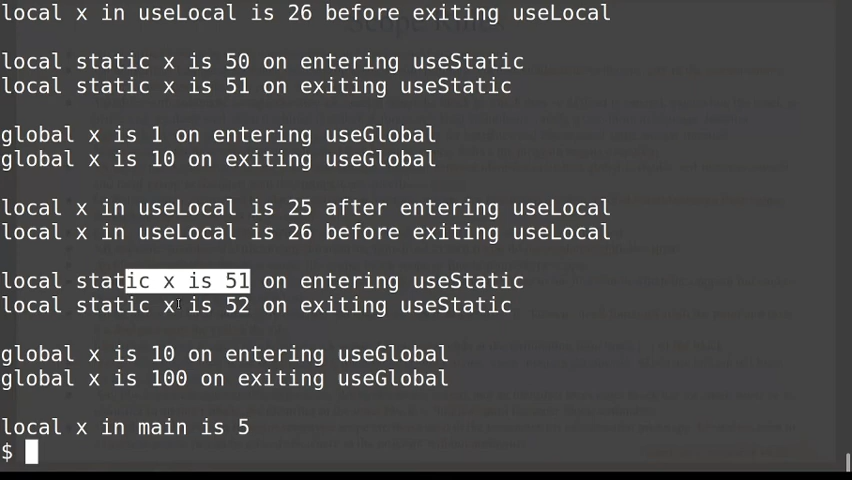 local x in useLocal is 26 before exiting useLocal
local static x is 50 on entering useStatic
local static x is 51 on exiting useStatic
global x is 1 on entering useGlobal
global x is 10 on exiting useGlobal
local x in useLocal is 25 after entering useLocal
local x in useLocal is 26 before exiting useLocal
local static x is 51 on entering useStatic
local static x is 52 on exiting useStatic
global x is 10 on entering useGlobal
global x is 100 on exiting useGlobal
local x in main is 5
$